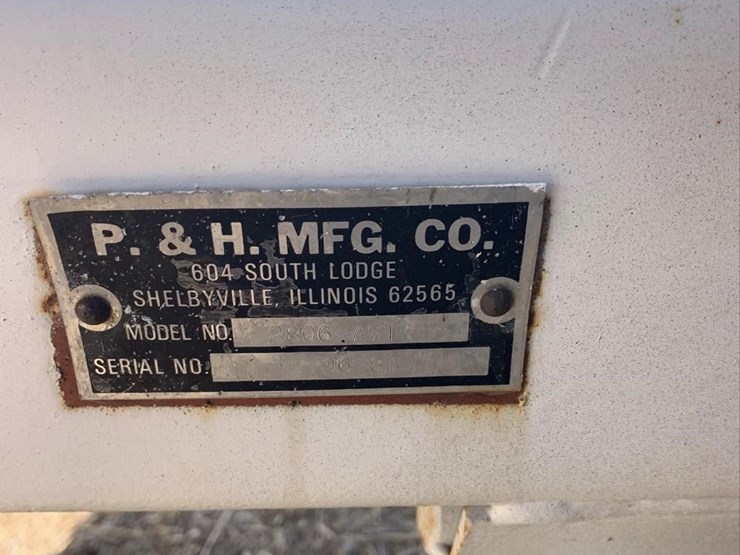 P. & H. MFG. CO.
604 SOUTH LODGE
SHELBYVILLE, ILLINOIS 62565
MODEL NO.
SERIAL NO.